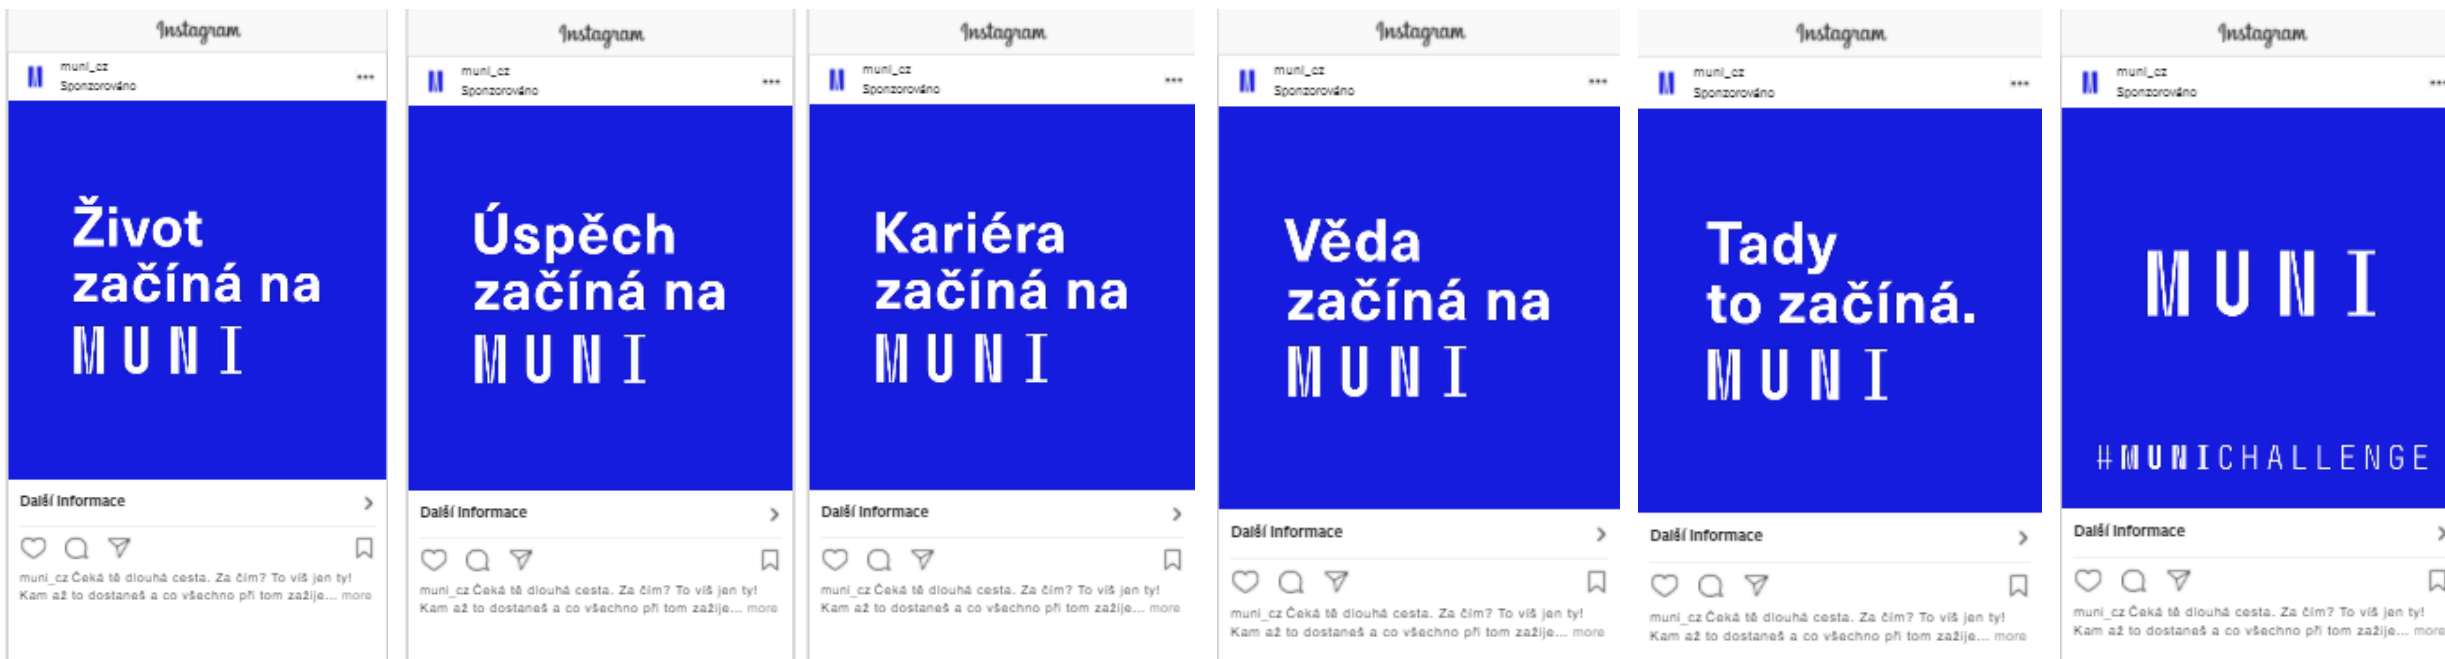 Instagram
muni_cz
Sponzorováno
Život
začíná na
MUNI
Další informace
muni_cz Čeká tě dlouhá cesta. Za čím? To víš jen ty!
Kam až to dostaneš a co všechno při tom zažije... more
Instagram
muni_cz
Sponzorováno
Úspěch
začíná na
MUNI
Další informace
muni_cz Čeká tě dlouhá cesta. Za čím? To víš jen ty!
Kam až to dostaneš a co všechno při tom zažije... more
Instagram
muni_cz
Sponzorováno
Kariéra
začíná na
MUNI
Další informace
muni_cz Čeká tě dlouhá cesta. Za čím? To víš jen ty!
Kam až to dostaneš a co všechno při tom zažije... more
Instagram
muni_cz
Sponzorováno
Věda
začíná na
MUNI
Další informace
muni_cz Čeká tě dlouhá cesta. Za čím? To víš jen ty!
Kam až to dostaneš a co všechno při tom zažije... more
Instagram
muni_cz
Sponzorováno
Tady
to začíná.
MUNI
Další informace
muni_cz Čeká tě dlouhá cesta. Za čím? To víš jen ty!
Kam až to dostaneš a co všechno při tom zažije... more
Instagram
muni_cz
Sponzorováno
MUNI
#MUNICHALLENGE
Další informace
muni_cz Čeká tě dlouhá cesta. Za čím? To víš jen ty!
Kam až to dostaneš a co všechno při tom zažije... more